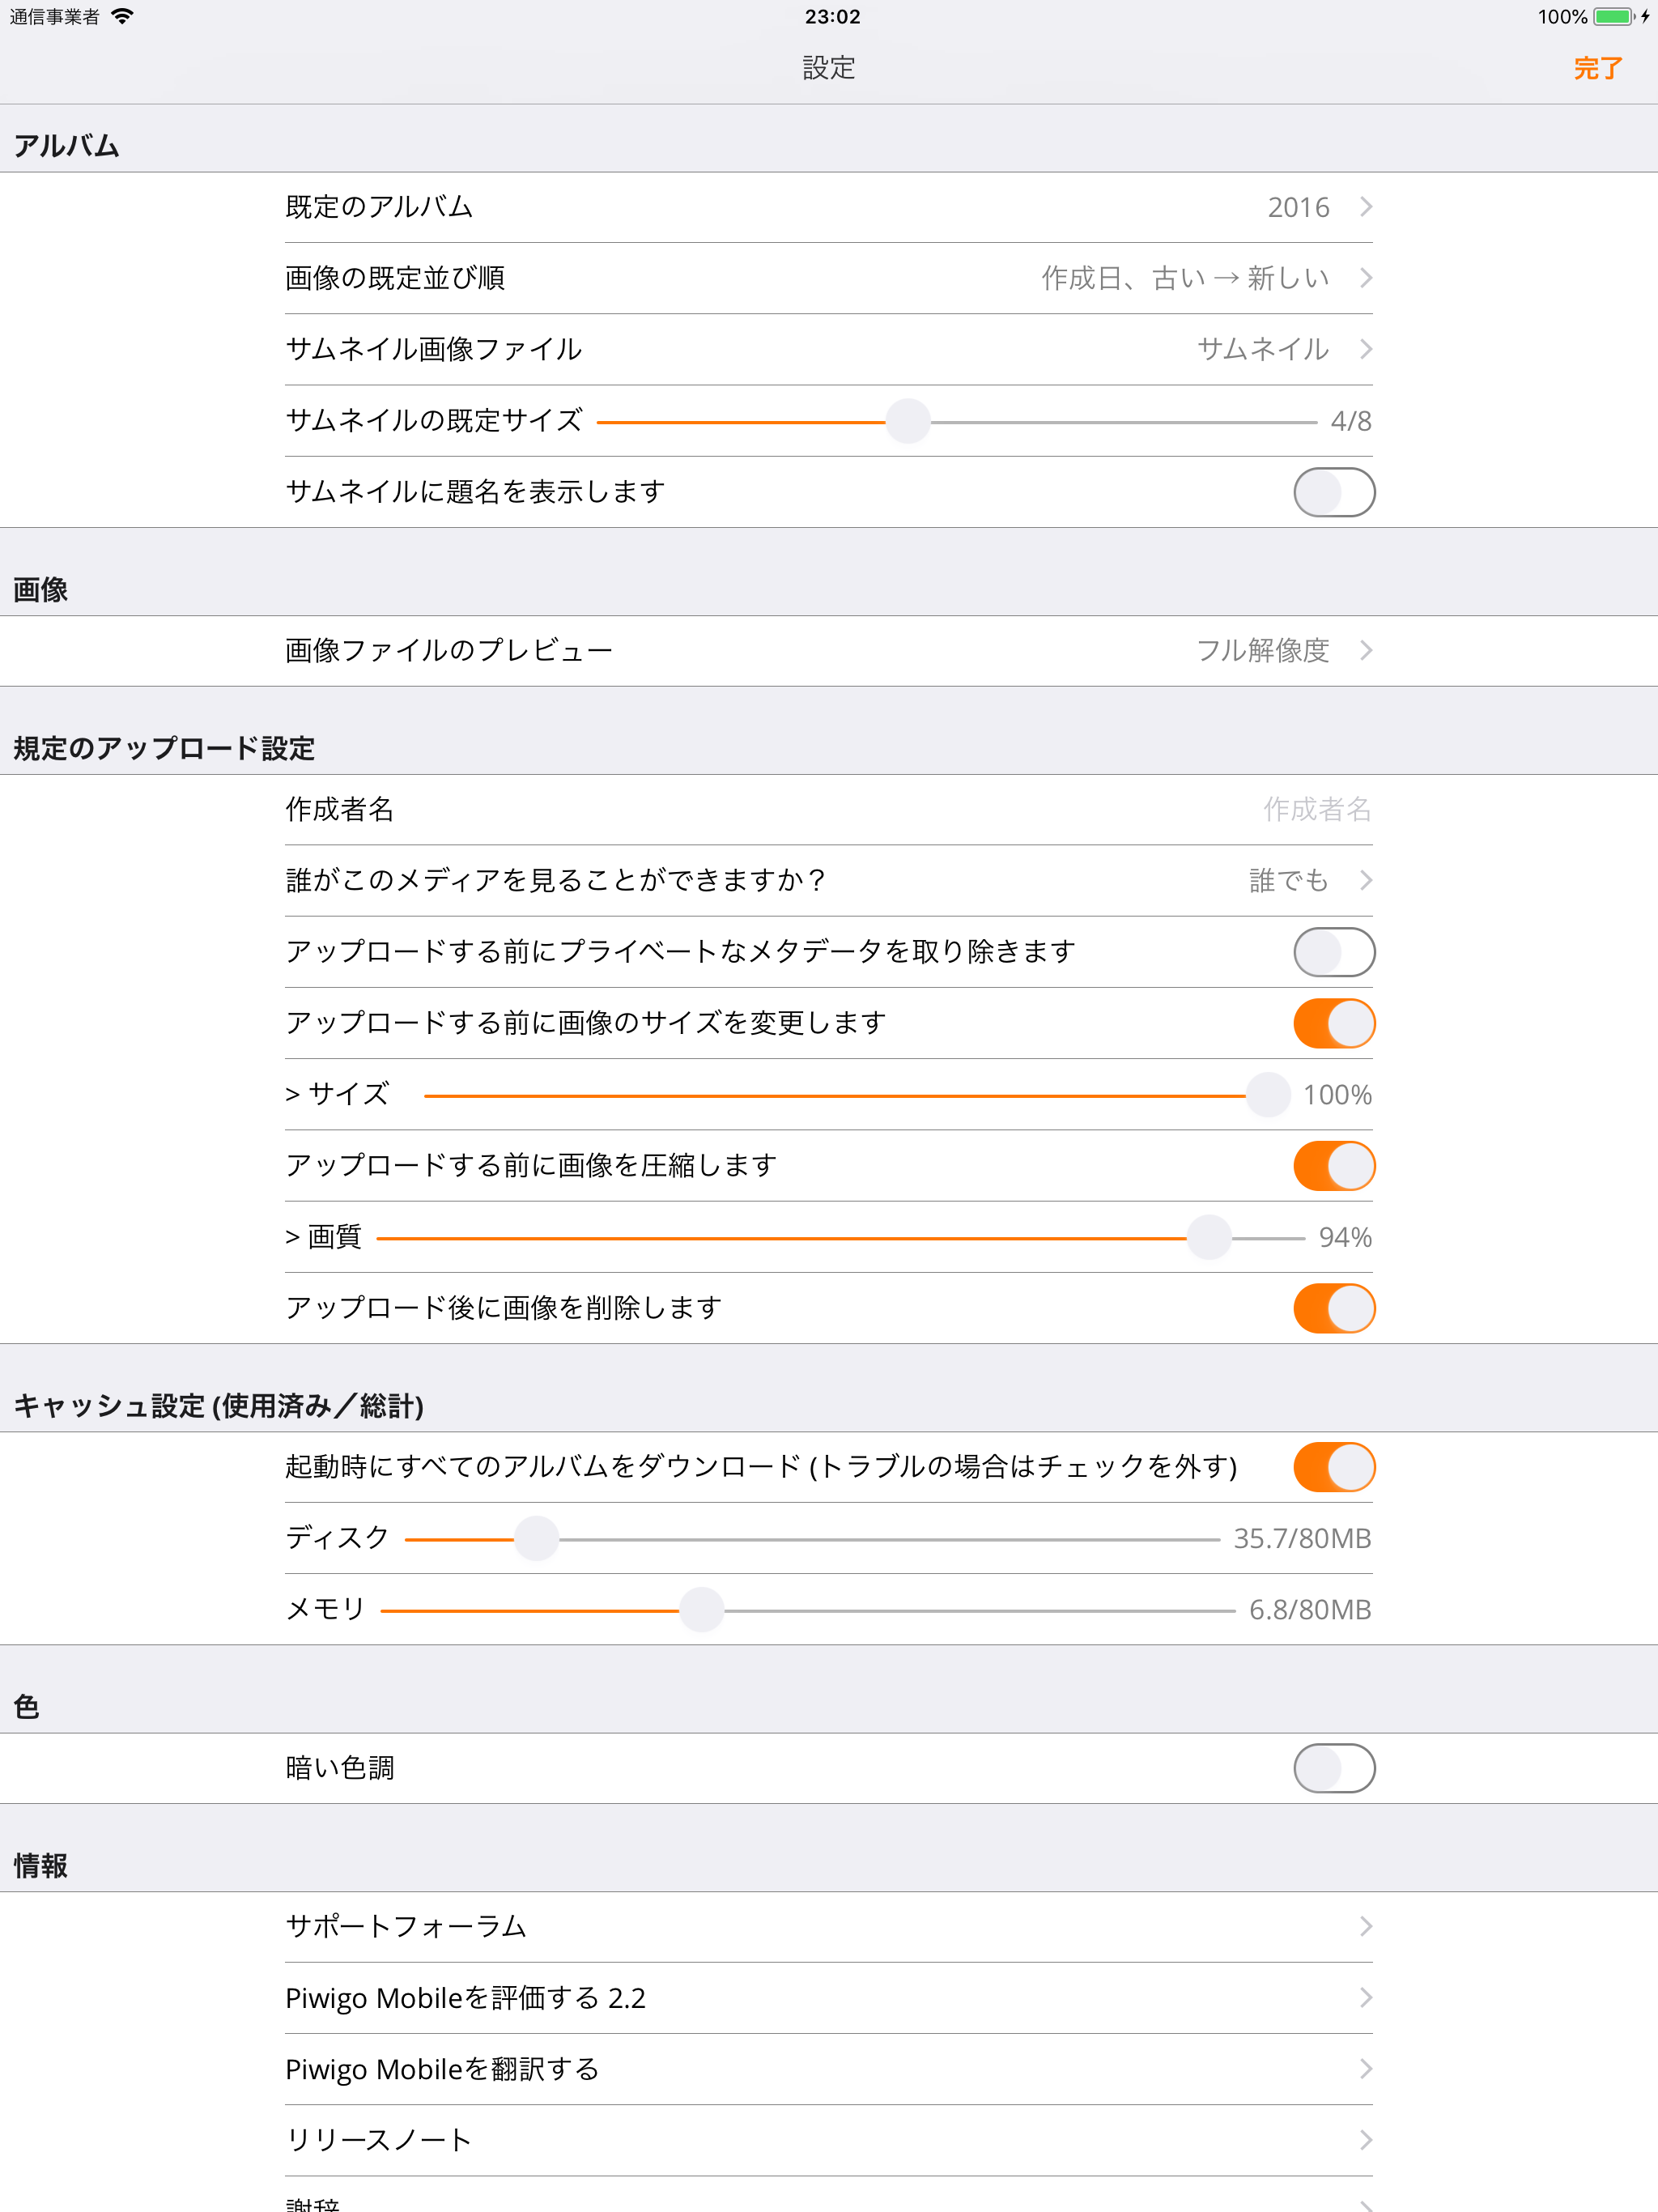 通信事業者 23:02 100%
設定 完了
アルバム
既定のアルバム 2016
画像の既定並び順 作成日、古い → 新しい
サムネイル画像ファイル サムネイル
サムネイルの既定サイズ 4/8
サムネイルに題名を表示します
画像
画像ファイルのプレビュー フル解像度
規定のアップロード設定
作成者名 作成者名
誰がこのメディアを見ることができますか？ 誰でも
アップロードする前にプライベートなメタデータを取り除きます
アップロードする前に画像のサイズを変更します
> サイズ 100%
アップロードする前に画像を圧縮します
> 画質 94%
アップロード後に画像を削除します
キャッシュ設定 (使用済み／総計)
起動時にすべてのアルバムをダウンロード (トラブルの場合はチェックを外す)
ディスク 35.7/80MB
メモリ 6.8/80MB
色
暗い色調
情報
サポートフォーラム
Piwigo Mobileを評価する 2.2
Piwigo Mobileを翻訳する
リリースノート
謝辞